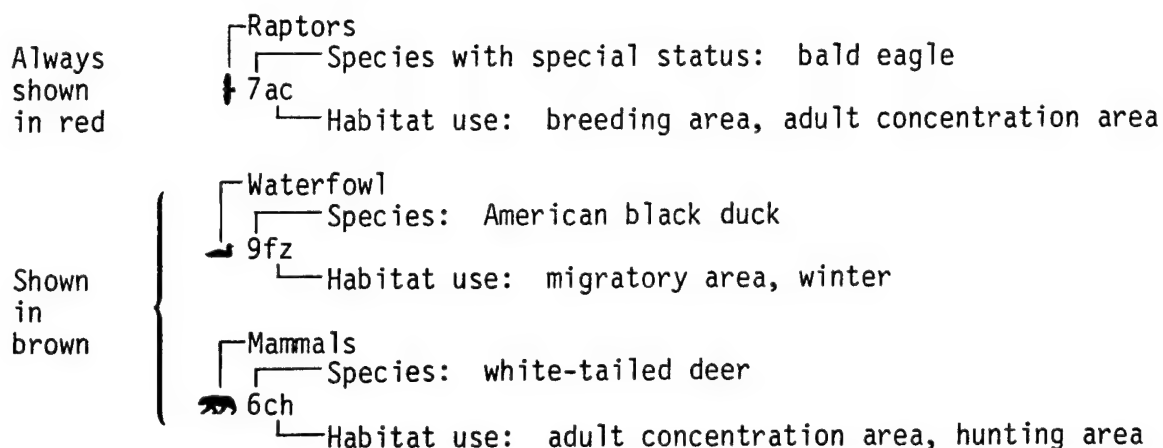 Raptors
Always Species with special status: bald eagle
shown 7ac
in red Habitat use: breeding area, adult concentration area
Waterfowl
Species: American black duck
9fz
Shown Habitat use: migratory area, winter
in
brown Mammals
Species: white-tailed deer
6ch
Habitat use: adult concentration area, hunting area